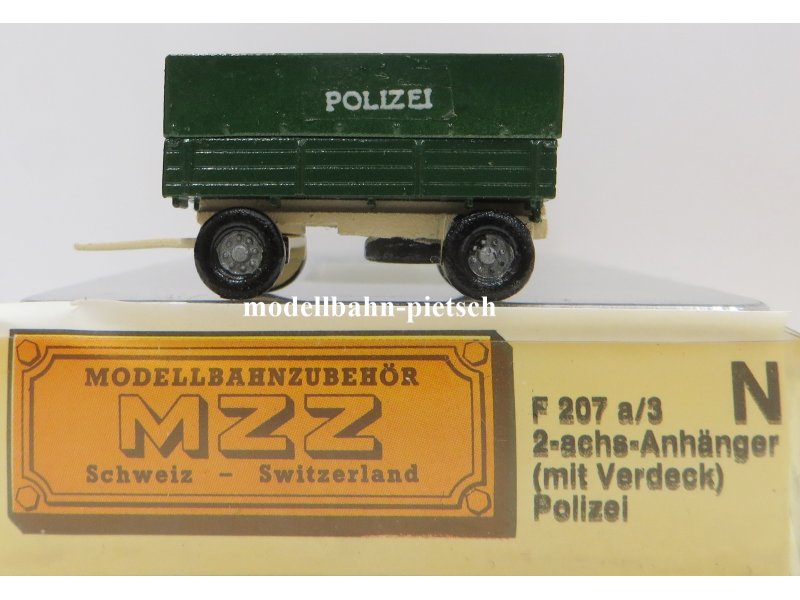 POLIZEI
modellbahn-pietsch
MODELLBAHNZUBEHÖR
MZZ
Schweiz - Switzerland
N
F 207 a/3
2-achs-Anhänger
(mit Verdeck)
Polizei